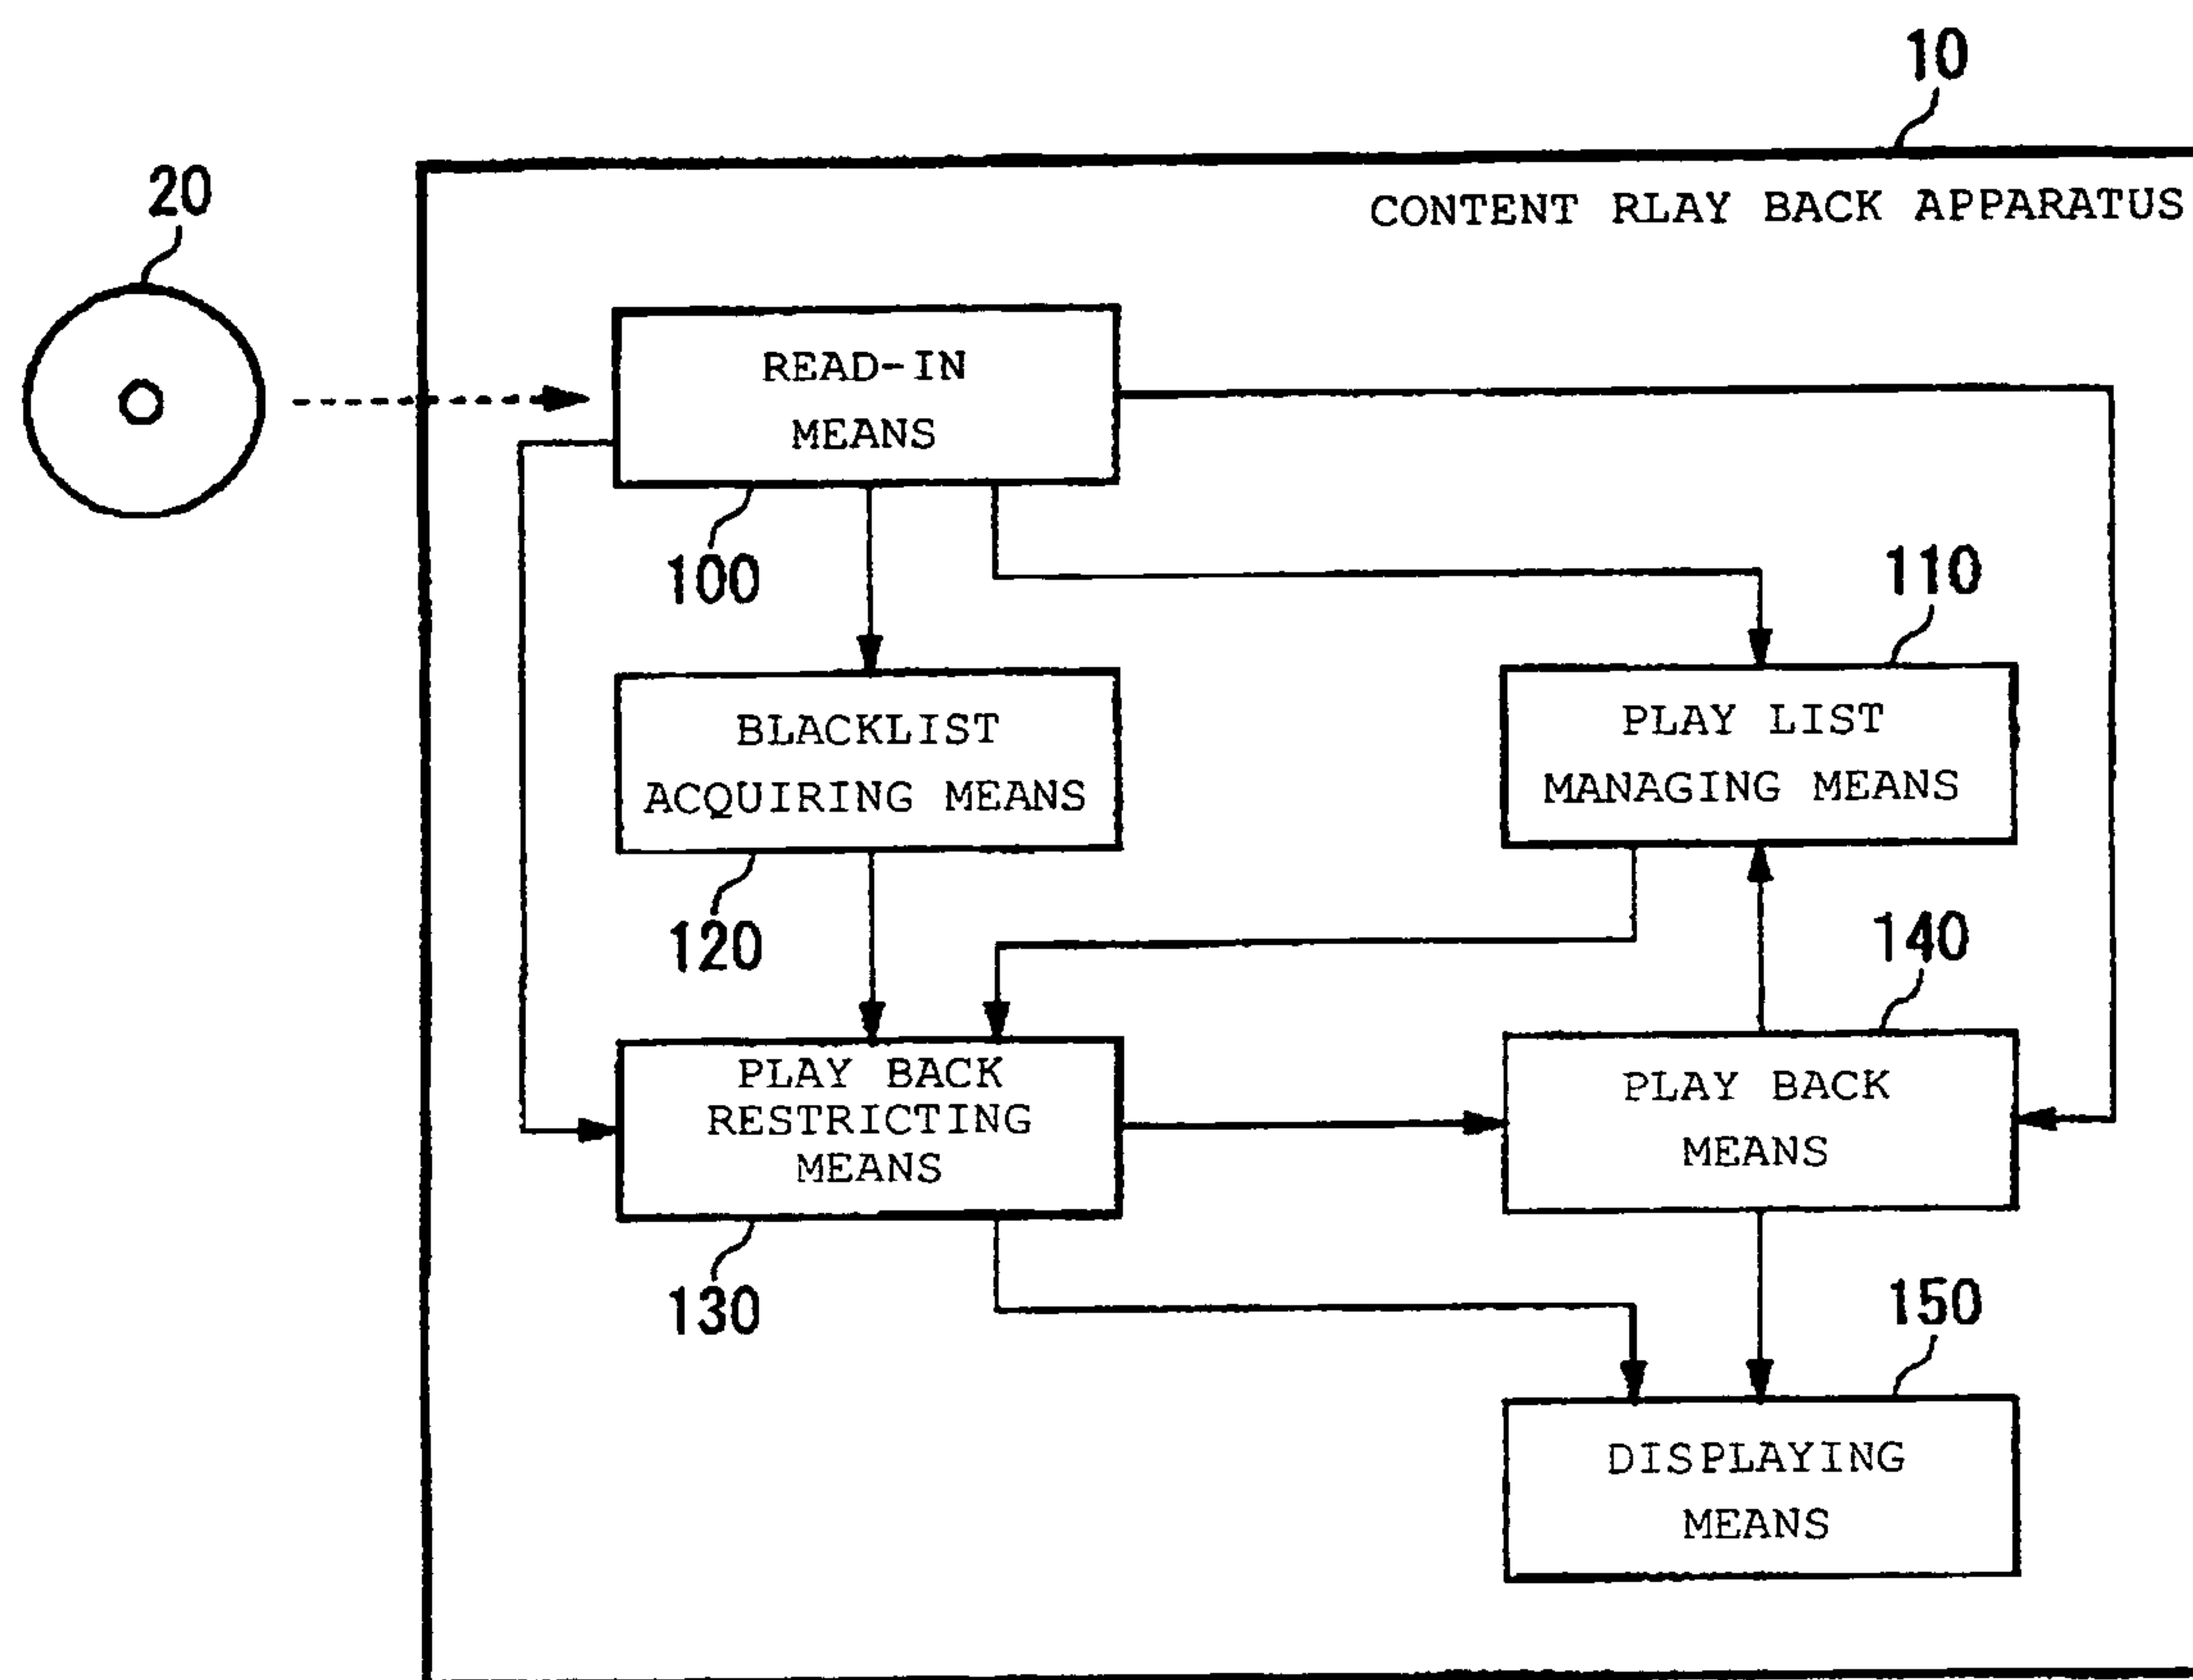 10
20
CONTENT RLAY BACK APPARATUS
READ-IN
MEANS
100
110
BLACKLIST
ACQUIRING MEANS
PLAY LIST
MANAGING MEANS
120
140
PLAY BACK
RESTRICTING
MEANS
PLAY BACK
MEANS
130
150
DISPLAYING
MEANS